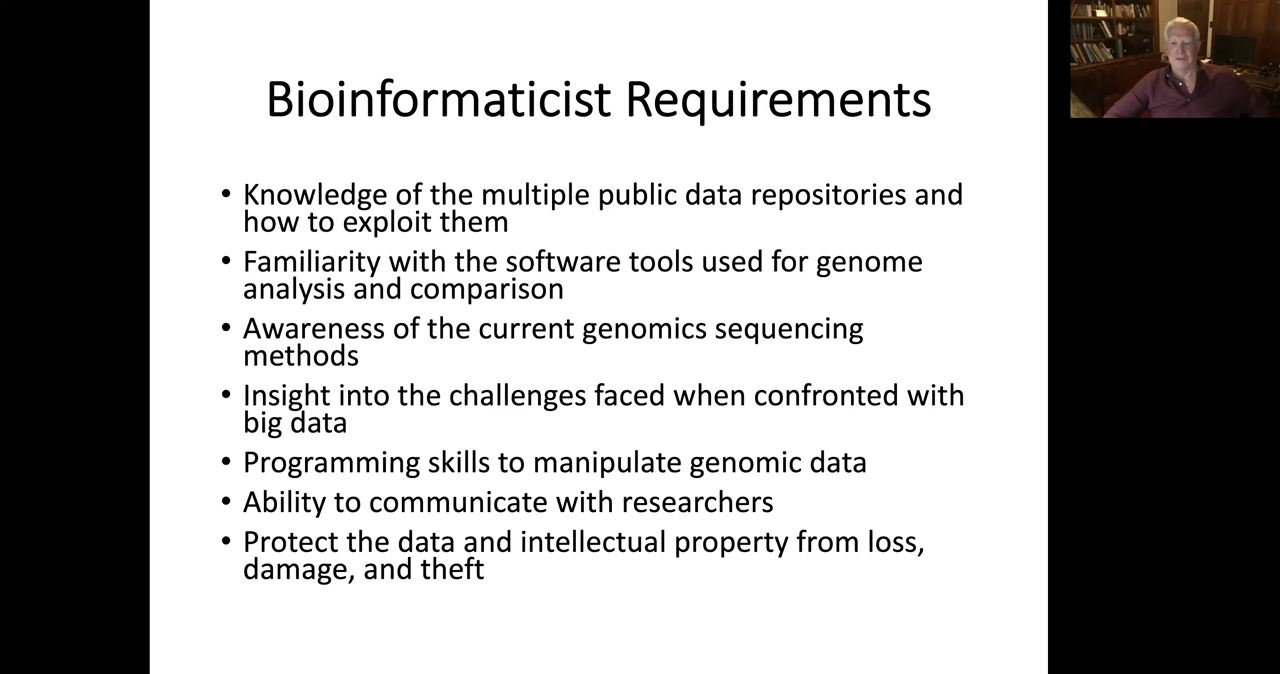 Bioinformaticist Requirements
• Knowledge of the multiple public data repositories and
how to exploit them
• Familiarity with the software tools used for genome
analysis and comparison
• Awareness of the current genomics sequencing
methods
• Insight into the challenges faced when confronted with
big data
• Programming skills to manipulate genomic data
• Ability to communicate with researchers
• Protect the data and intellectual property from loss,
damage, and theft